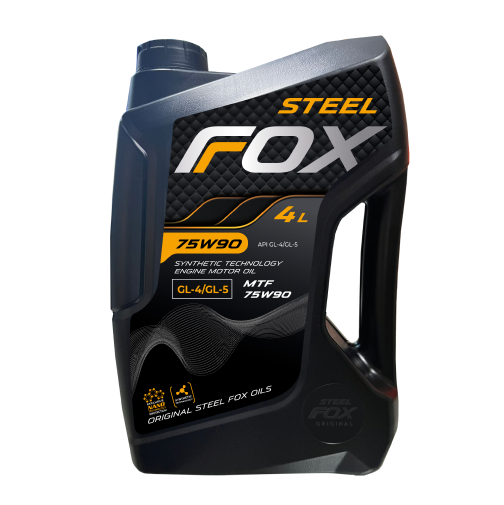 STEEL
FOX
4 L
75W90
API GL-4/GL-5
SYNTHETIC TECHNOLOGY
ENGINE MOTOR OIL
GL-4/GL-5
MTF
75W90
NANO
ORIGINAL STEEL FOX OILS
STEEL
FOX
ORIGINAL